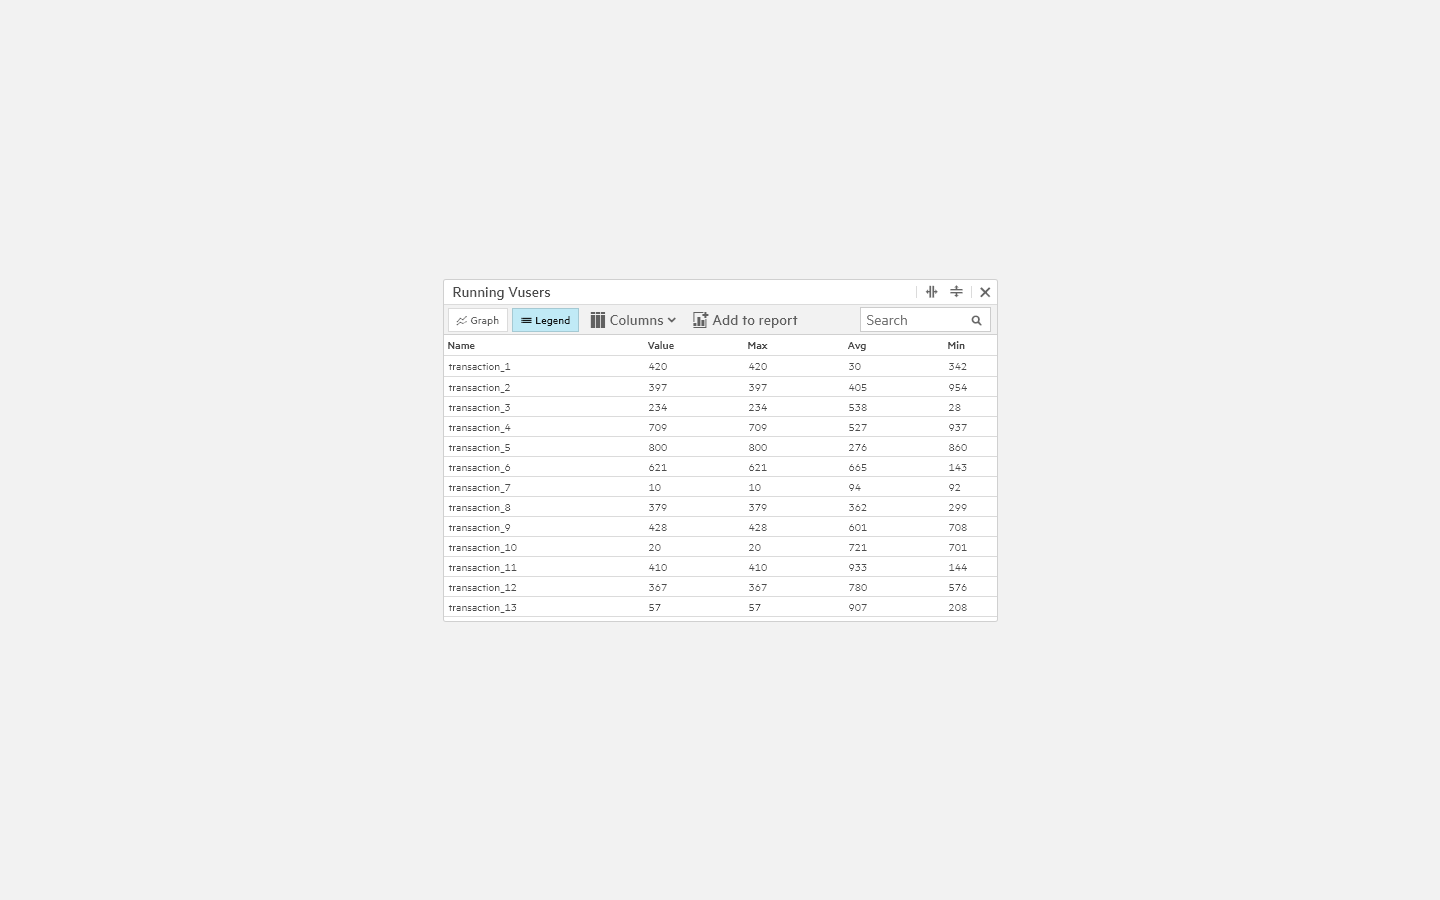 Running Vusers
Graph Legend Columns Add to report Search
Name Value Max Avg Min
transaction_1 420 420 30 342
transaction_2 397 397 405 954
transaction_3 234 234 538 28
transaction_4 709 709 527 937
transaction_5 800 800 276 860
transaction_6 621 621 665 143
transaction_7 10 10 94 92
transaction_8 379 379 362 299
transaction_9 428 428 601 708
transaction_10 20 20 721 701
transaction_11 410 410 933 144
transaction_12 367 367 780 576
transaction_13 57 57 907 208